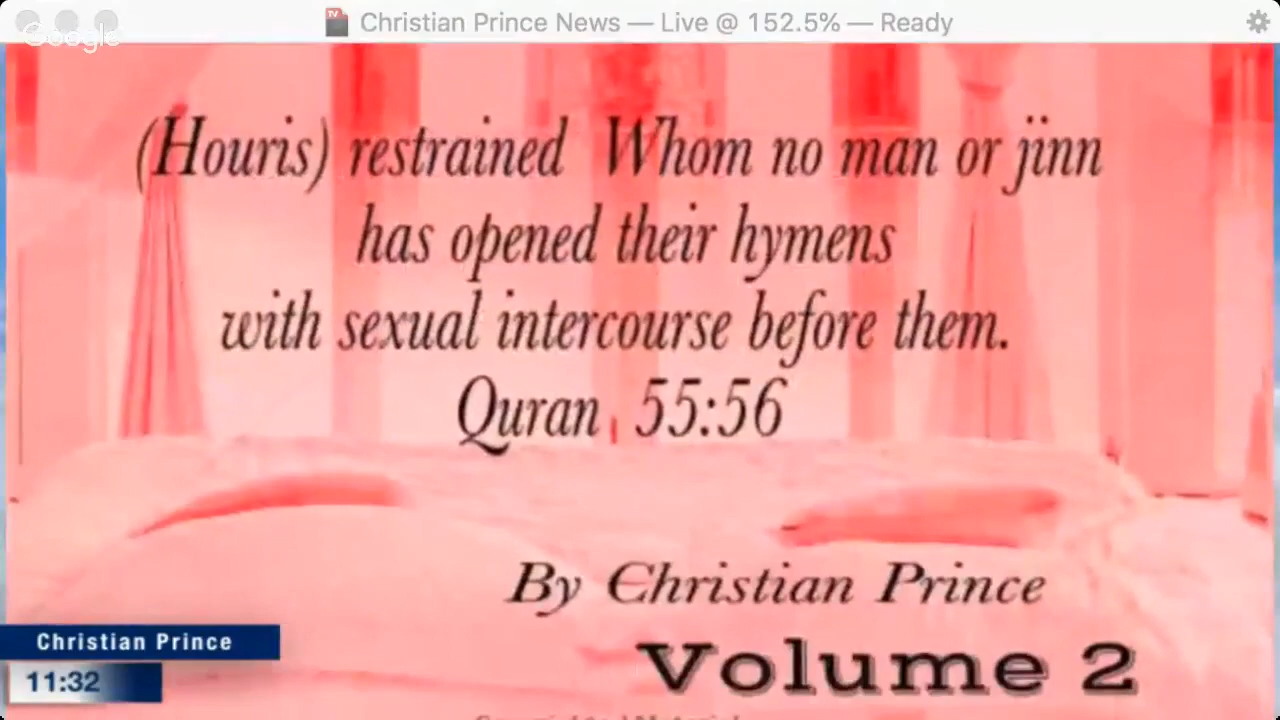 Christian Prince News — Live @ 152.5% — Ready
Google
(Houris) restrained Whom no man or jinn
has opened their hymens
with sexual intercourse before them.
Quran 55:56
By Christian Prince
Volume 2
Christian Prince
11:32